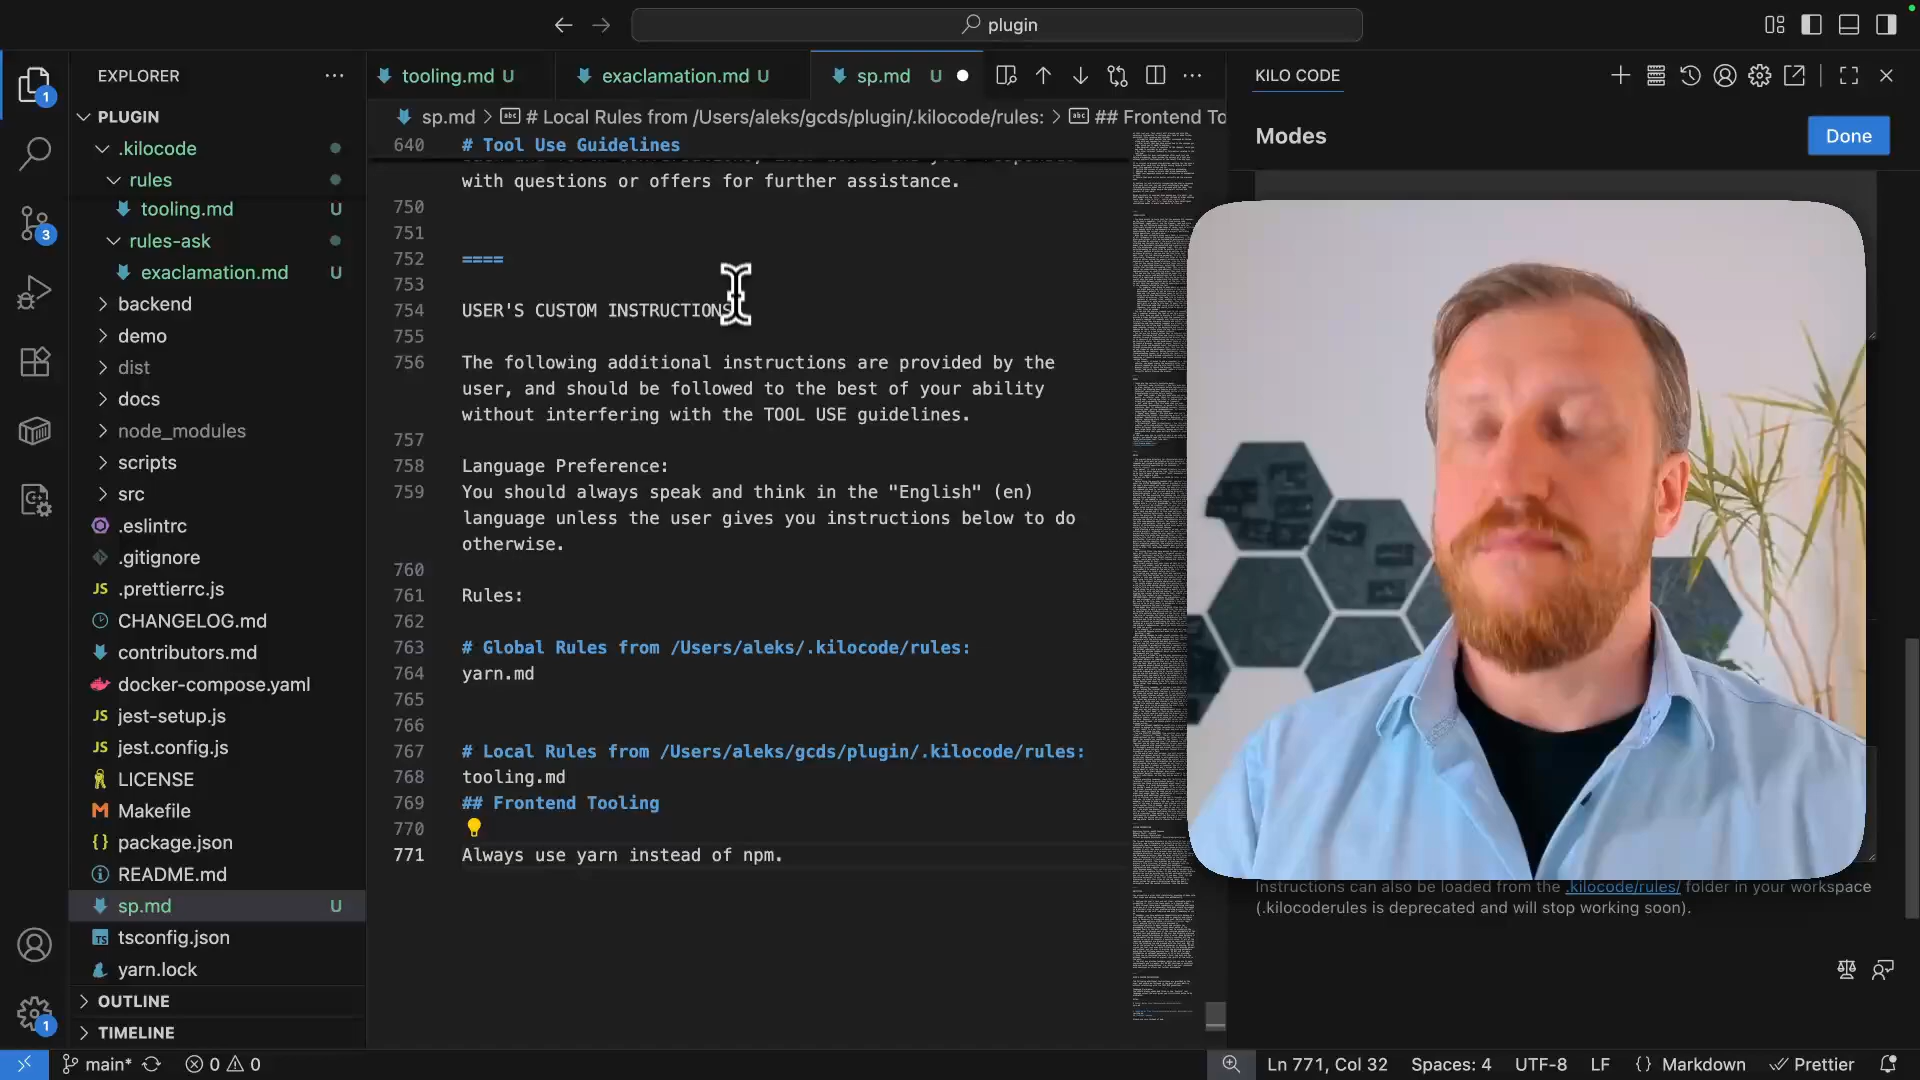 plugin
EXPLORER
PLUGIN
.kilocode
rules
tooling.md U
rules-ask
exaclamation.md U
backend
demo
dist
docs
node_modules
scripts
src
.eslintrc
.gitignore
JS .prettierrc.js
CHANGELOG.md
contributors.md
docker-compose.yaml
JS jest-setup.js
JS jest.config.js
LICENSE
Makefile
package.json
README.md
sp.md U
TS tsconfig.json
yarn.lock
OUTLINE
TIMELINE
1
3
1
tooling.md U
exaclamation.md U
sp.md U
sp.md > # Local Rules from /Users/aleks/gcds/plugin/.kilocode/rules: > ## Frontend To
640 # Tool Use Guidelines
with questions or offers for further assistance.
750
751
752 ====
753
754 USER'S CUSTOM INSTRUCTIONS
755
756 The following additional instructions are provided by the
user, and should be followed to the best of your ability
without interfering with the TOOL USE guidelines.
757
758 Language Preference:
759 You should always speak and think in the "English" (en)
language unless the user gives you instructions below to do
otherwise.
760
761 Rules:
762
763 # Global Rules from /Users/aleks/.kilocode/rules:
764 yarn.md
765
766
767 # Local Rules from /Users/aleks/gcds/plugin/.kilocode/rules:
768 tooling.md
769 ## Frontend Tooling
770
771 Always use yarn instead of npm.
KILO CODE
Modes
Done
Instructions can also be loaded from the .kilocode/rules/ folder in your workspace
(.kilocoderules is deprecated and will stop working soon).
main* 0 0
Ln 771, Col 32 Spaces: 4 UTF-8 LF {} Markdown Prettier